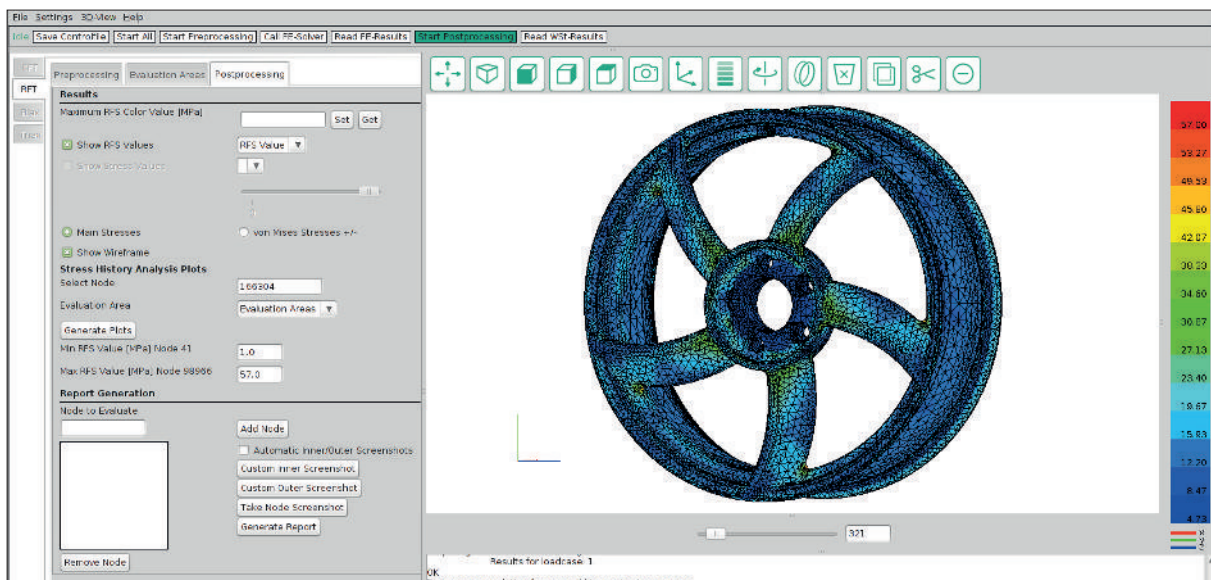 File Settings 3D-View Help
Idle Save Controlfile Start All Start Preprocessing Call FE-Solver Read FE-Results Start Postprocessing Read WSt-Results
RFT
Preprocessing Evaluation Areas Postprocessing
Results
Maximum RFS Color Value [MPa] Set Get
Show RFS Values RFS Value
Show Stress Values
Main Stresses von Mises Stresses +/-
Show Wireframe
Stress History Analysis Plots
Select Node 166304
Evaluation Area Evaluation Areas
Generate Plots
Min RFS Value [MPa] Node 41 1.0
Max RFS Value [MPa] Node 98966 57.0
Report Generation
Node to Evaluate
Add Node
Automatic Inner/Outer Screenshots
Custom Inner Screenshot
Custom Outer Screenshot
Take Node Screenshot
Generate Report
Remove Node
57.00
53.27
49.53
45.80
42.07
38.33
34.60
30.87
27.13
23.40
19.67
15.93
12.20
8.47
4.73
321
Results for loadcase: 1
OK